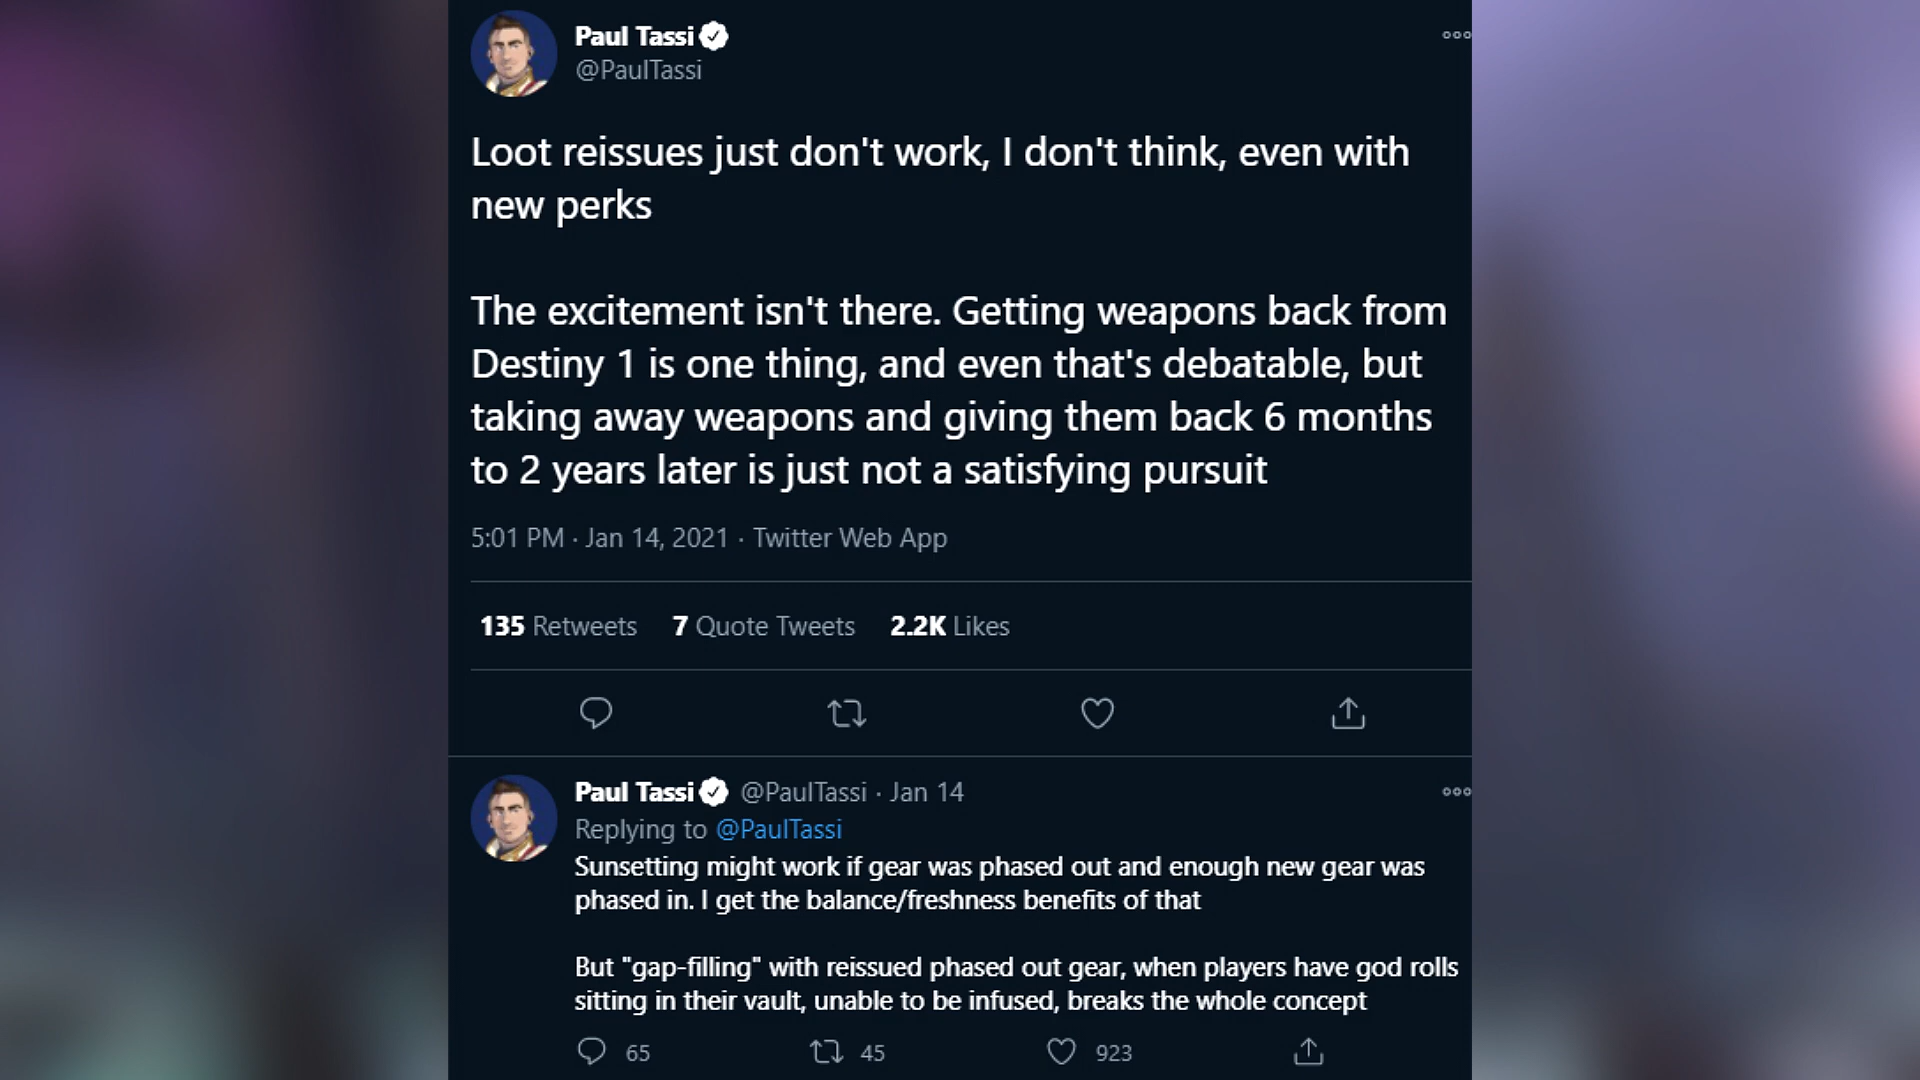 Paul Tassi
@PaulTassi
Loot reissues just don't work, I don't think, even with
new perks
The excitement isn't there. Getting weapons back from
Destiny 1 is one thing, and even that's debatable, but
taking away weapons and giving them back 6 months
to 2 years later is just not a satisfying pursuit
5:01 PM · Jan 14, 2021 · Twitter Web App
135 Retweets 7 Quote Tweets 2.2K Likes
Paul Tassi @PaulTassi · Jan 14
Replying to @PaulTassi
Sunsetting might work if gear was phased out and enough new gear was
phased in. I get the balance/freshness benefits of that
But "gap-filling" with reissued phased out gear, when players have god rolls
sitting in their vault, unable to be infused, breaks the whole concept
65 45 923